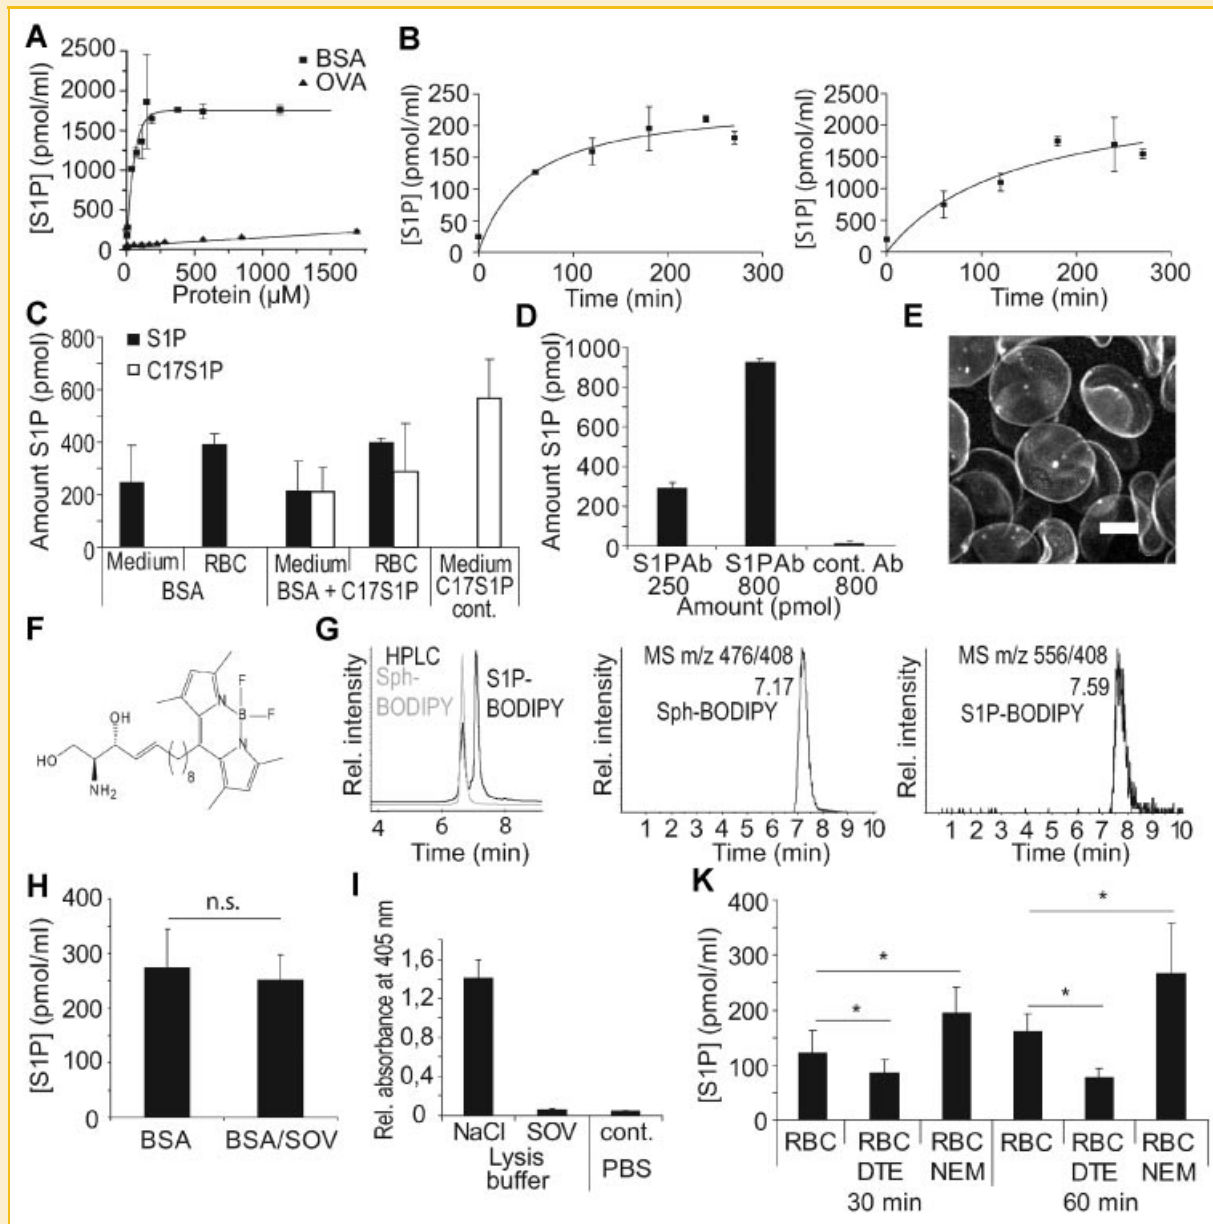 A
[S1P] (pmol/ml)
2500
2000
1500
1000
500
0
BSA
OVA
0 500 1000 1500
Protein (µM)
B
[S1P] (pmol/ml)
250
200
150
100
50
0
0 100 200 300
Time (min)
[S1P] (pmol/ml)
2500
2000
1500
1000
500
0
0 100 200 300
Time (min)
C
Amount S1P (pmol)
800
600
400
200
0
S1P
C17S1P
Medium RBC Medium RBC Medium
BSA BSA + C17S1P C17S1P
cont.
D
Amount S1P (pmol)
1000
800
600
400
200
0
S1PAb S1PAb cont. Ab
250 800 800
Amount (pmol)
E
F
OH
HO
NH2
8
N
B
F
F
N
G
Rel. intensity
HPLC
Sph-
BODIPY
S1P-
BODIPY
4 6 8
Time (min)
Rel. intensity
MS m/z 476/408
7.17
Sph-BODIPY
1 2 3 4 5 6 7 8 9 10
Time (min)
Rel. intensity
MS m/z 556/408
7.59
S1P-BODIPY
1 2 3 4 5 6 7 8 9 10
Time (min)
H
[S1P] (pmol/ml)
400
300
200
100
0
n.s.
BSA BSA/SOV
I
Rel. absorbance at 405 nm
1,6
1,2
0,8
0,4
0
NaCl SOV cont.
Lysis
buffer
PBS
K
[S1P] (pmol/ml)
400
300
200
100
0
*
*
*
*
RBC RBC RBC RBC RBC RBC
DTE NEM DTE NEM
30 min 60 min